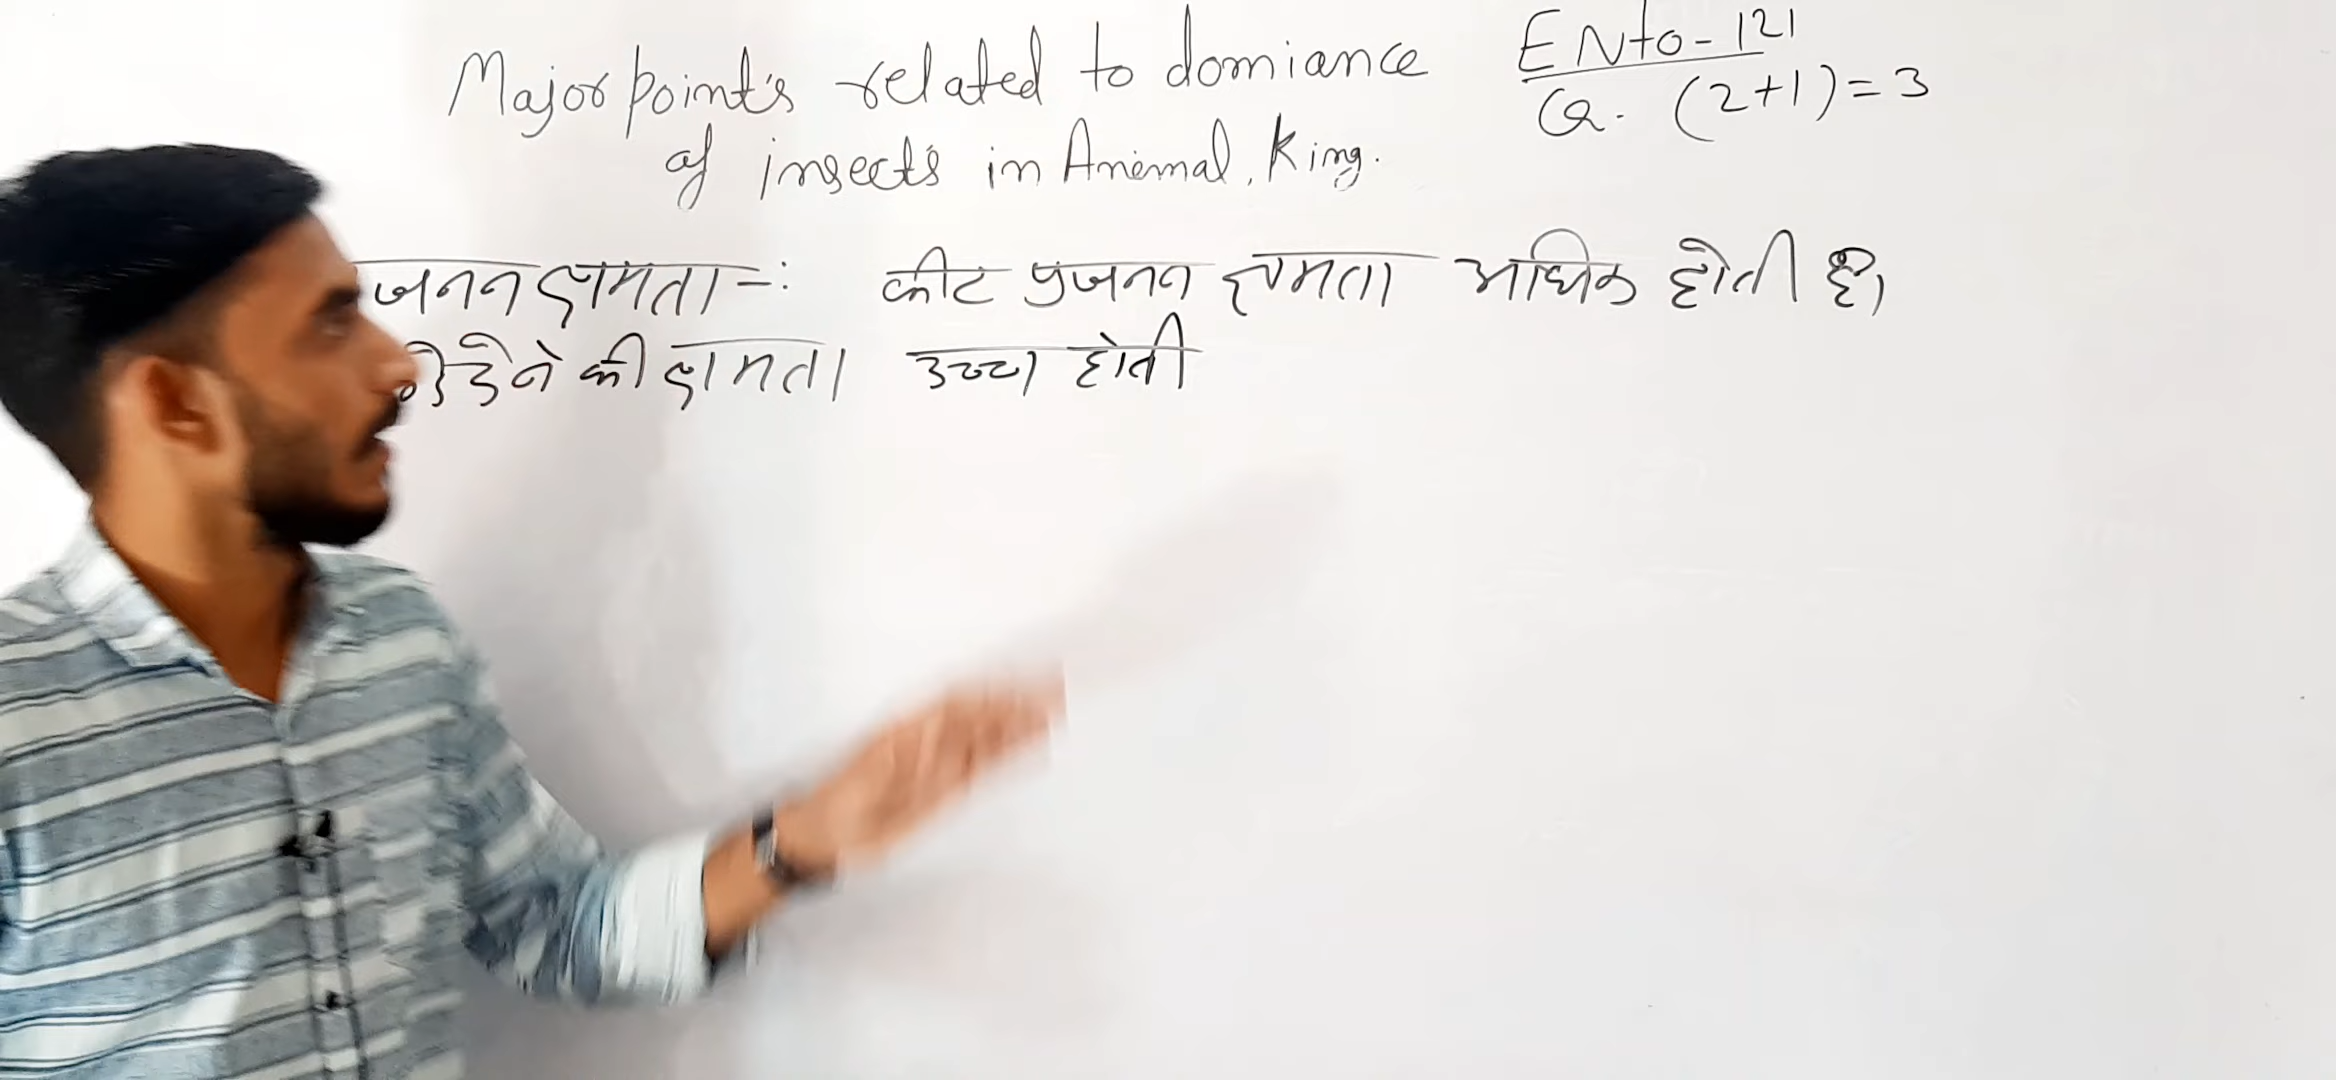 Major points related to domiance
ENto-121
of insects in Animal. King.
Q. (2+1)=3
जनन क्षमता -: कीट प्रजनन क्षमता अधिक होती है,
देने की क्षमता उच्चा होती